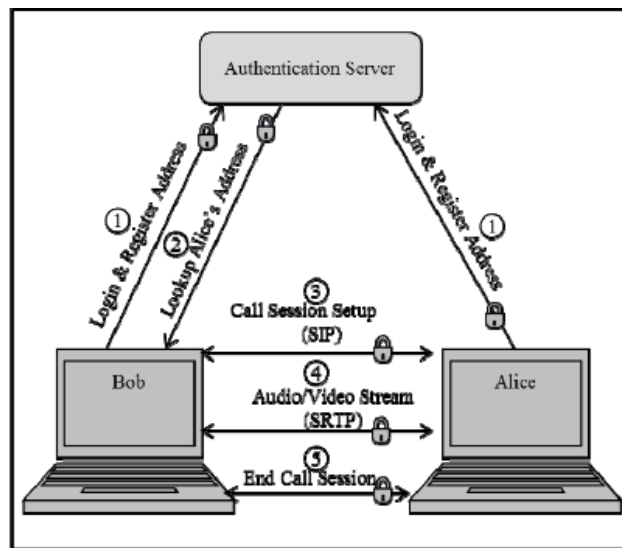 Authentication Server
① Login & Register Address
② Lookup Alice's Address
① Login & Register Address
③
Call Session Setup
(SIP)
Bob
Alice
④
Audio/Video Stream
(SRTP)
⑤
End Call Session